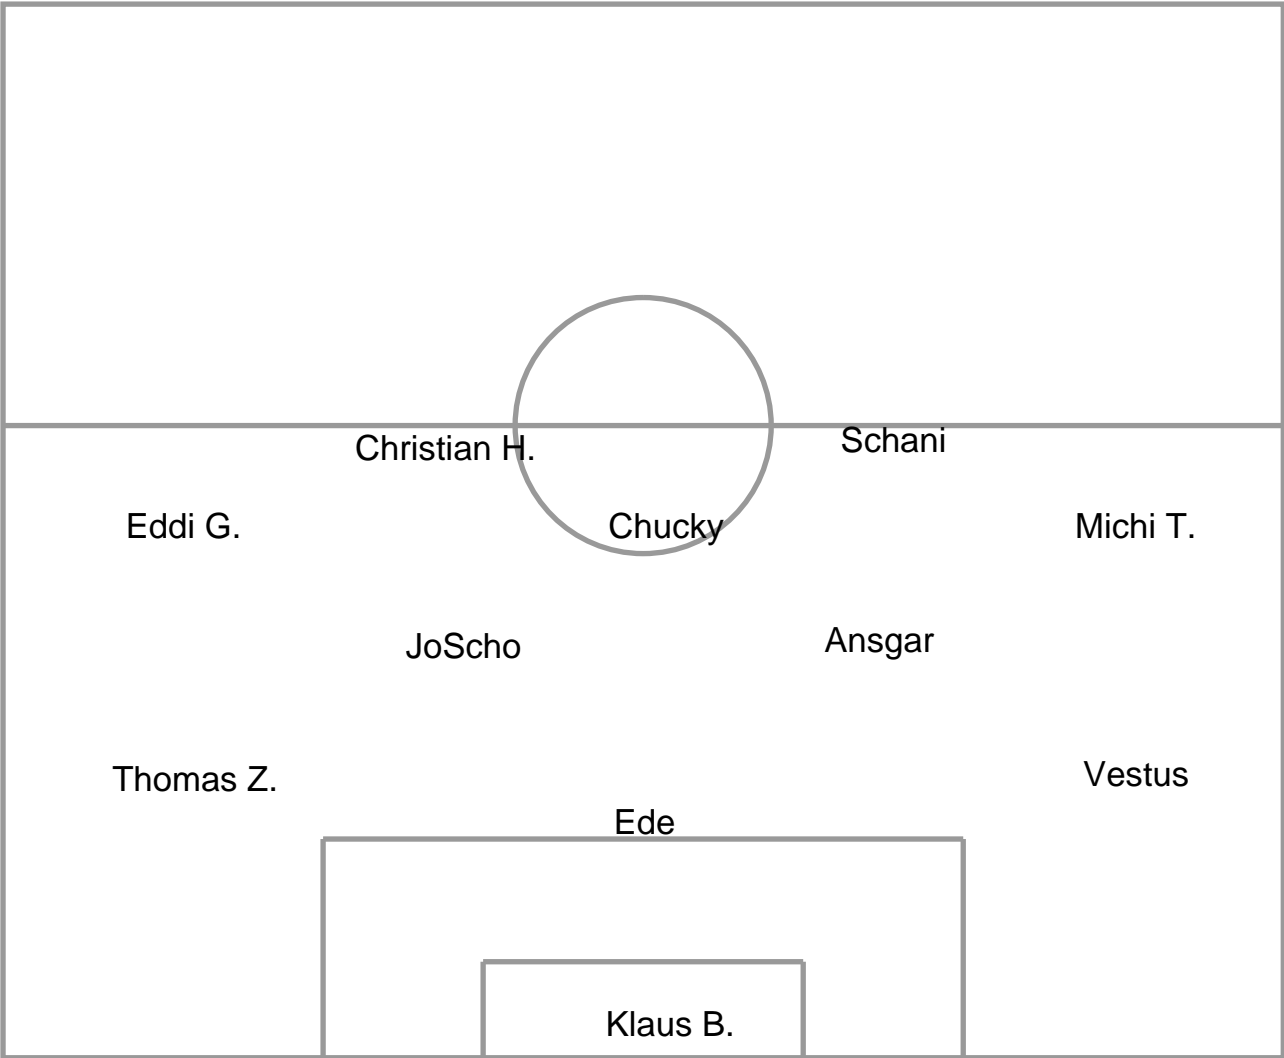 Christian H.
Schani
Eddi G.
Chucky
Michi T.
JoScho
Ansgar
Thomas Z.
Vestus
Ede
Klaus B.